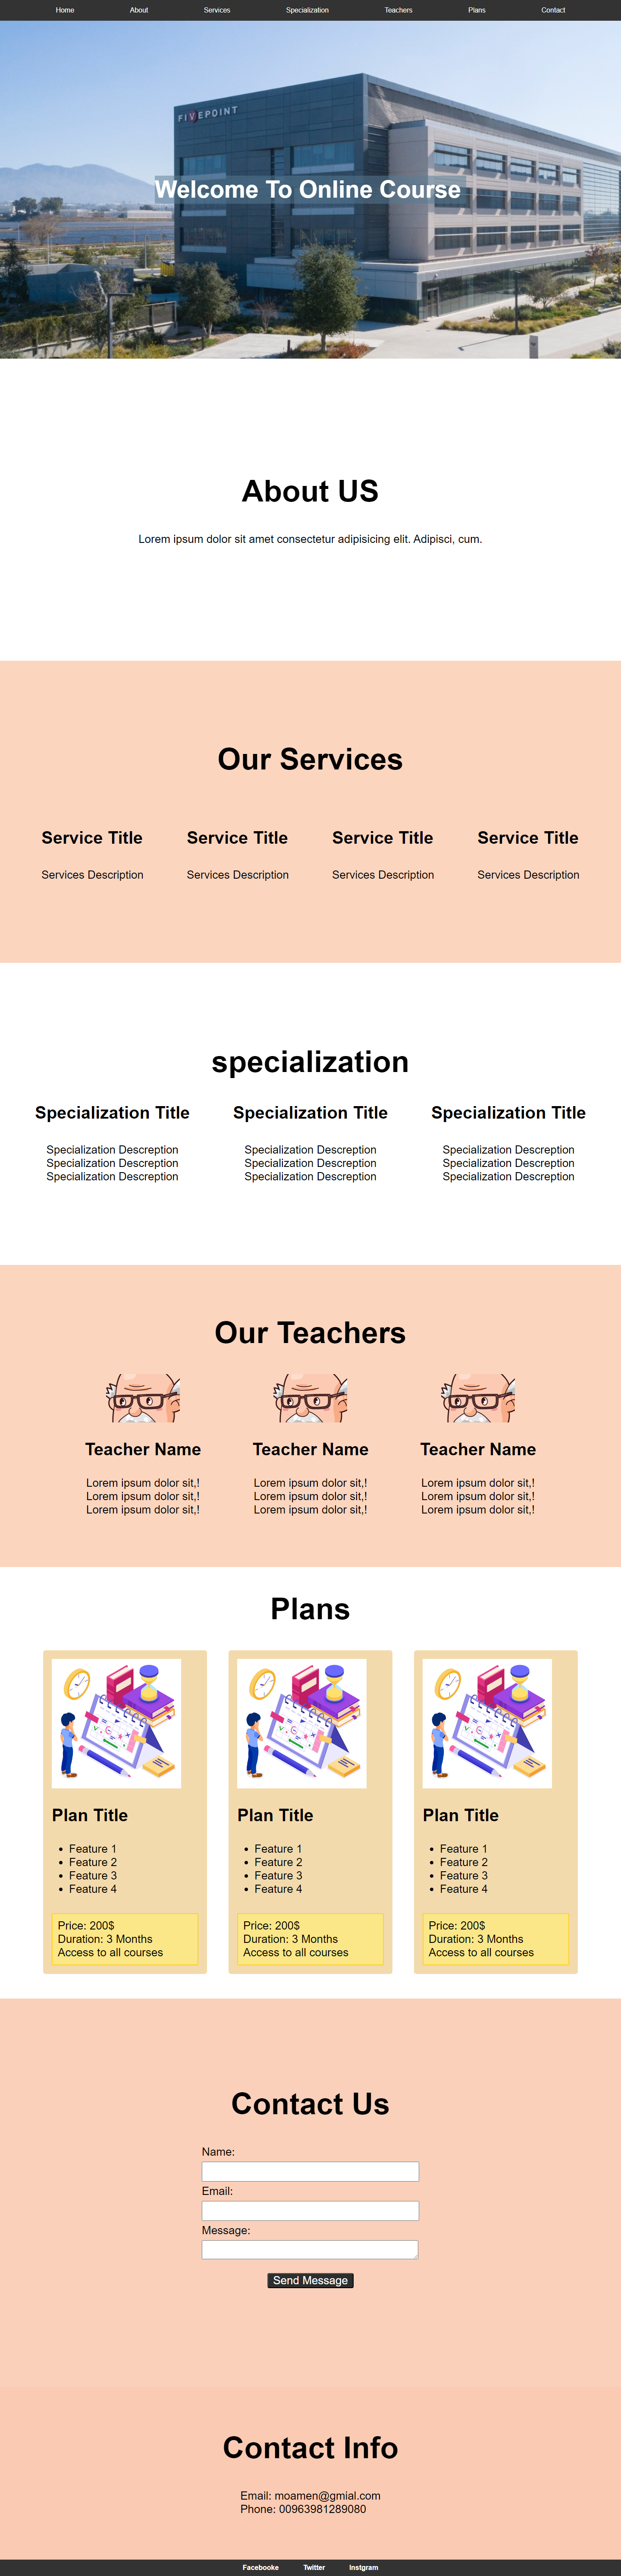 Home About Services Specialization Teachers Plans Contact
FIVEPOINT
Welcome To Online Course
About US
Lorem ipsum dolor sit amet consectetur adipisicing elit. Adipisci, cum.
Our Services
Service Title Service Title Service Title Service Title
Services Description Services Description Services Description Services Description
specialization
Specialization Title Specialization Title Specialization Title
Specialization Descreption Specialization Descreption Specialization Descreption
Specialization Descreption Specialization Descreption Specialization Descreption
Specialization Descreption Specialization Descreption Specialization Descreption
Our Teachers
Teacher Name Teacher Name Teacher Name
Lorem ipsum dolor sit,! Lorem ipsum dolor sit,! Lorem ipsum dolor sit,!
Lorem ipsum dolor sit,! Lorem ipsum dolor sit,! Lorem ipsum dolor sit,!
Lorem ipsum dolor sit,! Lorem ipsum dolor sit,! Lorem ipsum dolor sit,!
Plans
Plan Title Plan Title Plan Title
• Feature 1 • Feature 1 • Feature 1
• Feature 2 • Feature 2 • Feature 2
• Feature 3 • Feature 3 • Feature 3
• Feature 4 • Feature 4 • Feature 4
Price: 200$ Price: 200$ Price: 200$
Duration: 3 Months Duration: 3 Months Duration: 3 Months
Access to all courses Access to all courses Access to all courses
Contact Us
Name:
Email:
Message:
Send Message
Contact Info
Email: moamen@gmial.com
Phone: 00963981289080
Facebooke Twitter Instgram